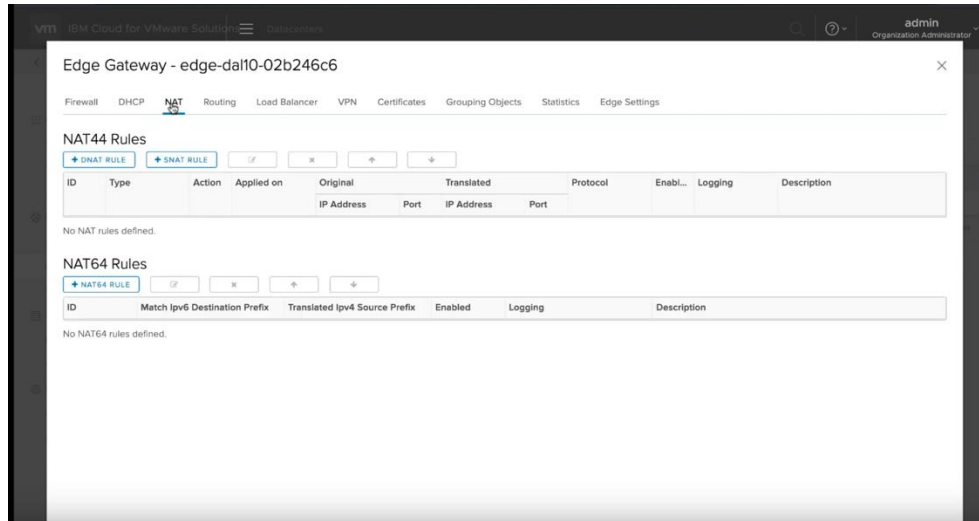 vm IBM Cloud for VMware Solutions Datacenters
admin
Organization Administrator
Edge Gateway - edge-dal10-02b246c6
Firewall DHCP NAT Routing Load Balancer VPN Certificates Grouping Objects Statistics Edge Settings
NAT44 Rules
+ DNAT RULE + SNAT RULE
ID Type Action Applied on Original Translated Protocol Enabl... Logging Description
IP Address Port IP Address Port
No NAT rules defined.
NAT64 Rules
+ NAT64 RULE
ID Match Ipv6 Destination Prefix Translated Ipv4 Source Prefix Enabled Logging Description
No NAT64 rules defined.